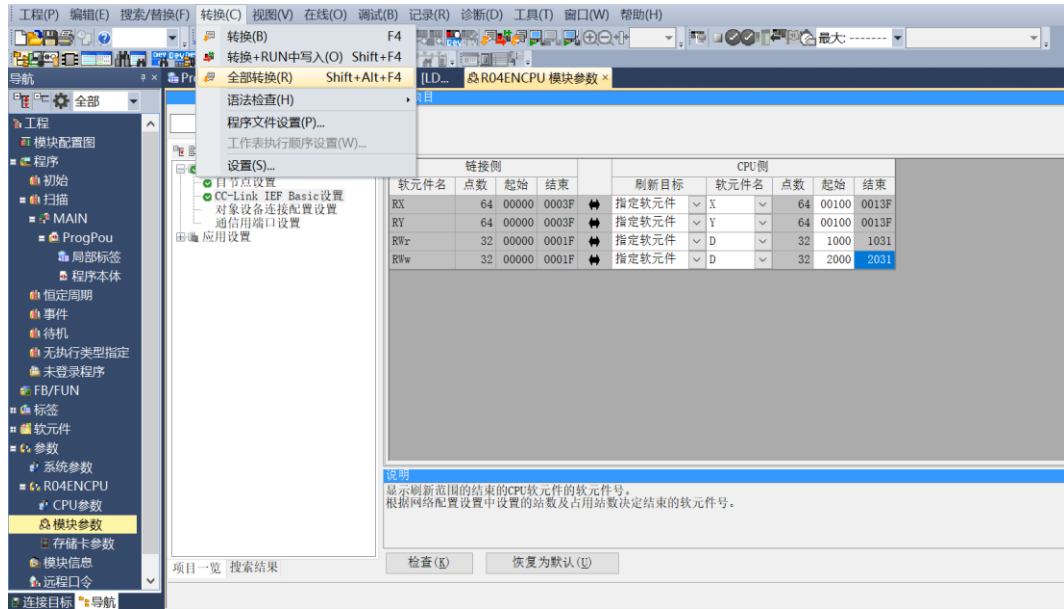 工程(P) 编辑(E) 搜索/替换(F) 转换(C) 视图(V) 在线(O) 调试(B) 记录(R) 诊断(D) 工具(T) 窗口(W) 帮助(H)
转换(B) F4
最大: -------
转换+RUN中写入(O) Shift+F4
导航
全部转换(R) Shift+Alt+F4
[LD...
R04ENCPU 模块参数
全部
语法检查(H)
程序文件设置(P)...
工作表执行顺序设置(W)...
设置(S)...
工程
模块配置图
程序
初始
扫描
MAIN
ProgPou
局部标签
程序本体
恒定周期
事件
待机
无执行类型指定
未登录程序
FB/FUN
标签
软元件
参数
系统参数
R04ENCPU
CPU参数
模块参数
存储卡参数
模块信息
远程口令
连接目标 导航
自节点设置
CC-Link IEF Basic设置
对象设备连接配置设置
通信用端口设置
应用设置
项目一览 搜索结果
链接侧 CPU侧
软元件名 点数 起始 结束 刷新目标 软元件名 点数 起始 结束
RX 64 00000 0003F 指定软元件 X 64 00100 0013F
RY 64 00000 0003F 指定软元件 Y 64 00100 0013F
RWr 32 00000 0001F 指定软元件 D 32 1000 1031
RWw 32 00000 0001F 指定软元件 D 32 2000 2031
说明
显示刷新范围的结束的CPU软元件的软元件号。
根据网络配置设置中设置的站数及占用站数决定结束的软元件号。
检查(K) 恢复为默认(U)